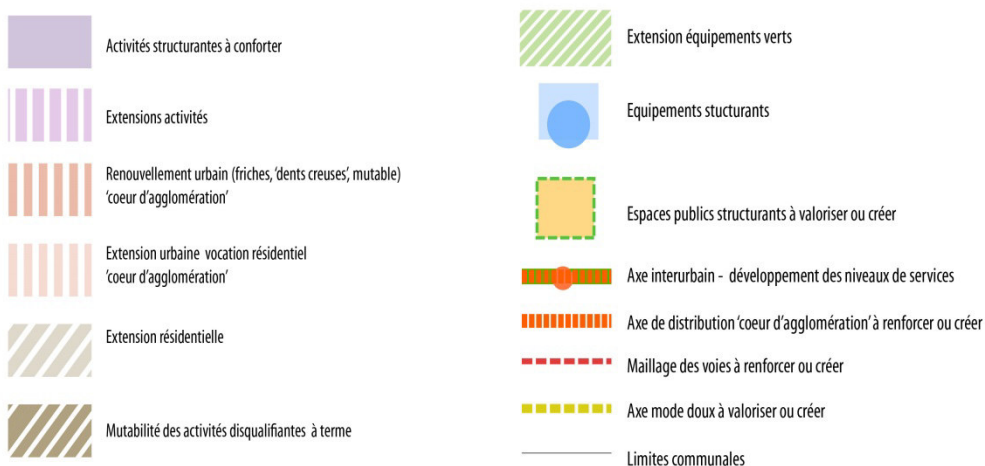 Activités structurantes à conforter
Extensions activités
Renouvellement urbain (friches, 'dents creuses', mutable)
'coeur d'agglomération'
Extension urbaine vocation résidentiel
'coeur d'agglomération'
Extension résidentielle
Mutabilité des activités disqualifiantes à terme
Extension équipements verts
Equipements stucturants
Espaces publics structurants à valoriser ou créer
Axe interurbain - développement des niveaux de services
Axe de distribution 'coeur d'agglomération' à renforcer ou créer
Maillage des voies à renforcer ou créer
Axe mode doux à valoriser ou créer
Limites communales